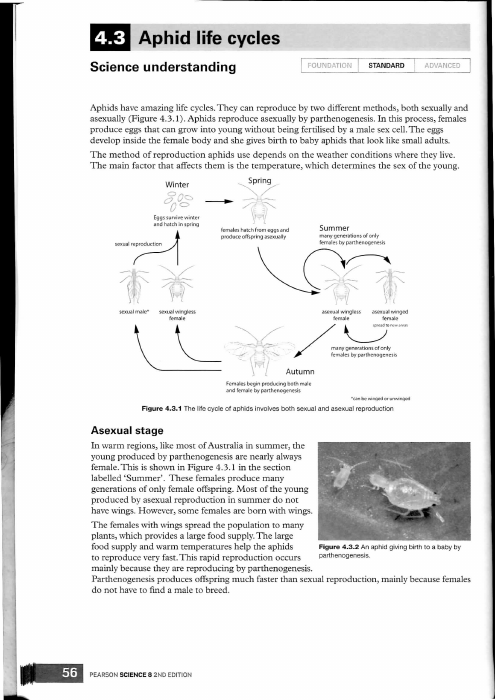 4.3 Aphid life cycles
Science understanding
FOUNDATION STANDARD ADVANCED
Aphids have amazing life cycles. They can reproduce by two different methods, both sexually and
asexually (Figure 4.3.1). Aphids reproduce asexually by parthenogenesis. In this process, females
produce eggs that can grow into young without being fertilised by a male sex cell. The eggs
develop inside the female body and she gives birth to baby aphids that look like small adults.
The method of reproduction aphids use depends on the weather conditions where they live.
The main factor that affects them is the temperature, which determines the sex of the young.
Winter
Spring
Eggs survive winter
and hatch in spring
females hatch from eggs and
produce offspring asexually
Summer
many generations of only
females by parthenogenesis
sexual reproduction
sexual male*
sexual wingless
female
asexual wingless
female
asexual winged
female
spread to new areas
many generations of only
females by parthenogenesis
Autumn
Females begin producing both male
and female by parthenogenesis
*can be winged or unwinged
Figure 4.3.1 The life cycle of aphids involves both sexual and asexual reproduction
Asexual stage
In warm regions, like most of Australia in summer, the
young produced by parthenogenesis are nearly always
female. This is shown in Figure 4.3.1 in the section
labelled 'Summer'. These females produce many
generations of only female offspring. Most of the young
produced by asexual reproduction in summer do not
have wings. However, some females are born with wings.
The females with wings spread the population to many
plants, which provides a large food supply. The large
food supply and warm temperatures help the aphids
to reproduce very fast. This rapid reproduction occurs
mainly because they are reproducing by parthenogenesis.
Parthenogenesis produces offspring much faster than sexual reproduction, mainly because females
do not have to find a male to breed.
Figure 4.3.2 An aphid giving birth to a baby by
parthenogenesis.
56 PEARSON SCIENCE 8 2ND EDITION